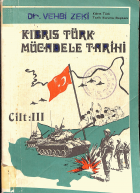 Dr. VEHBİ ZEKİ
KIBRIS TÜRK
MÜCADELE TARİHİ
Cilt:III